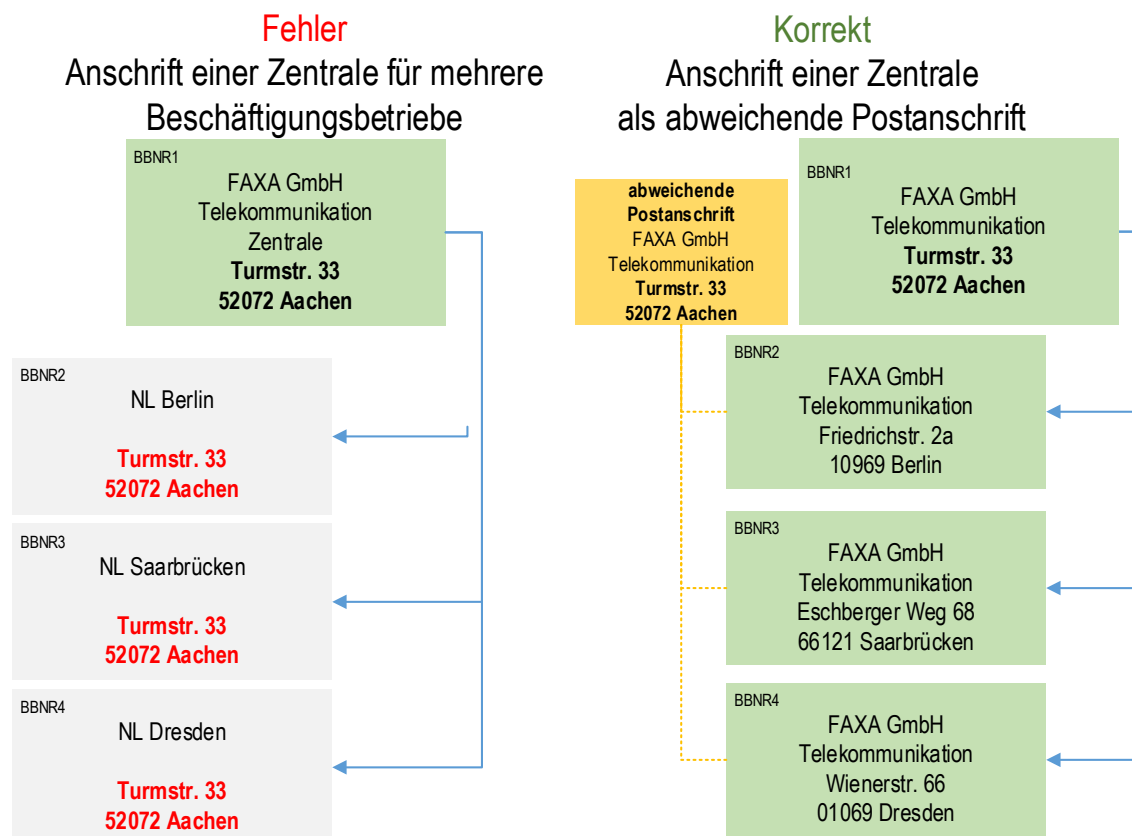 Fehler
Anschrift einer Zentrale für mehrere
Beschäftigungsbetriebe
BBNR1
FAXA GmbH
Telekommunikation
Zentrale
Turmstr. 33
52072 Aachen
BBNR2
NL Berlin
Turmstr. 33
52072 Aachen
BBNR3
NL Saarbrücken
Turmstr. 33
52072 Aachen
BBNR4
NL Dresden
Turmstr. 33
52072 Aachen
Korrekt
Anschrift einer Zentrale
als abweichende Postanschrift
abweichende
Postanschrift
FAXA GmbH
Telekommunikation
Turmstr. 33
52072 Aachen
BBNR1
FAXA GmbH
Telekommunikation
Turmstr. 33
52072 Aachen
BBNR2
FAXA GmbH
Telekommunikation
Friedrichstr. 2a
10969 Berlin
BBNR3
FAXA GmbH
Telekommunikation
Eschberger Weg 68
66121 Saarbrücken
BBNR4
FAXA GmbH
Telekommunikation
Wienerstr. 66
01069 Dresden